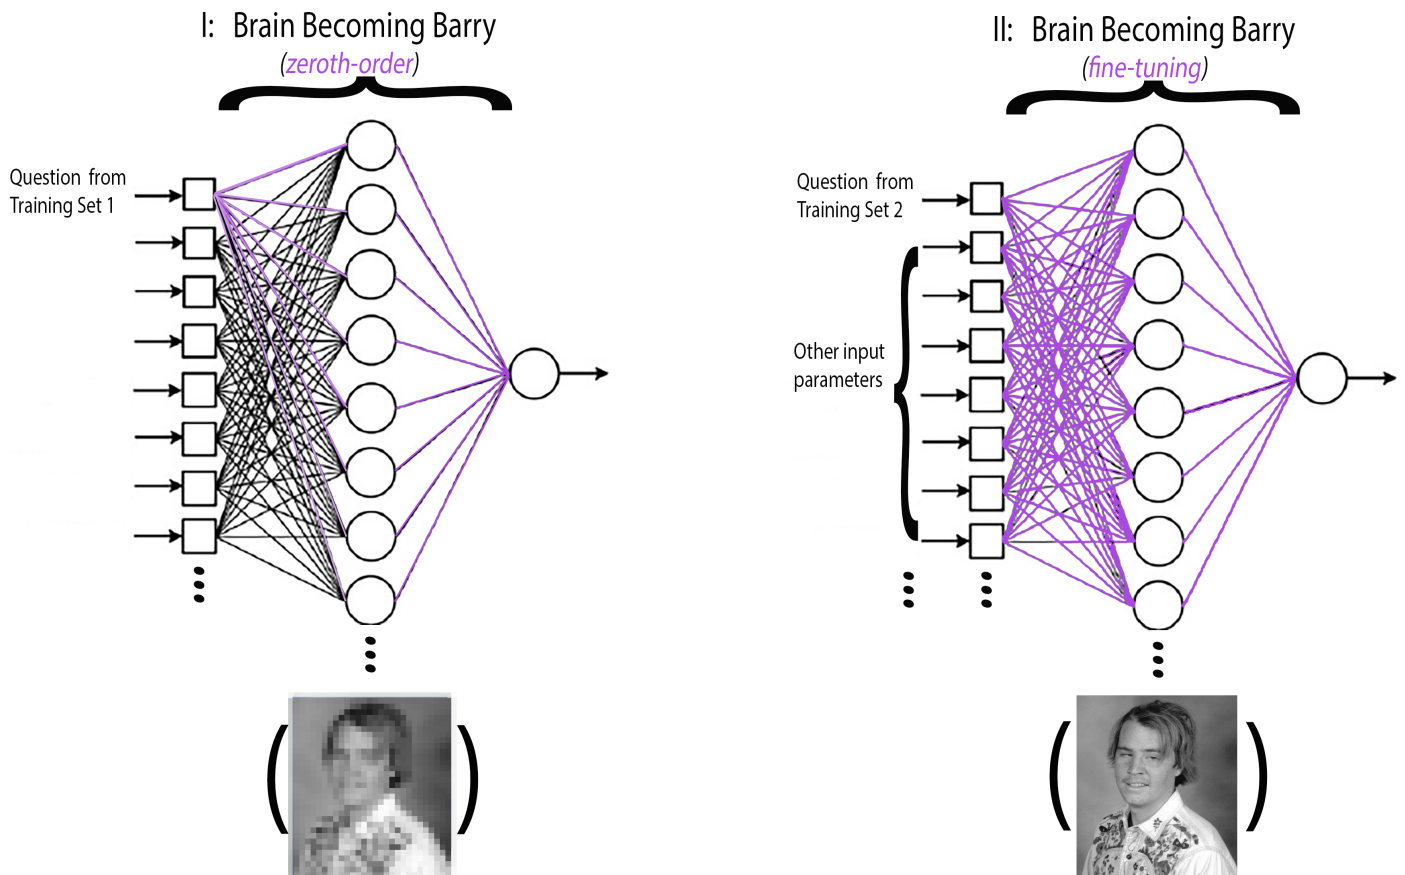 I: Brain Becoming Barry
(zeroth-order)
Question from
Training Set 1
II: Brain Becoming Barry
(fine-tuning)
Question from
Training Set 2
Other input
parameters